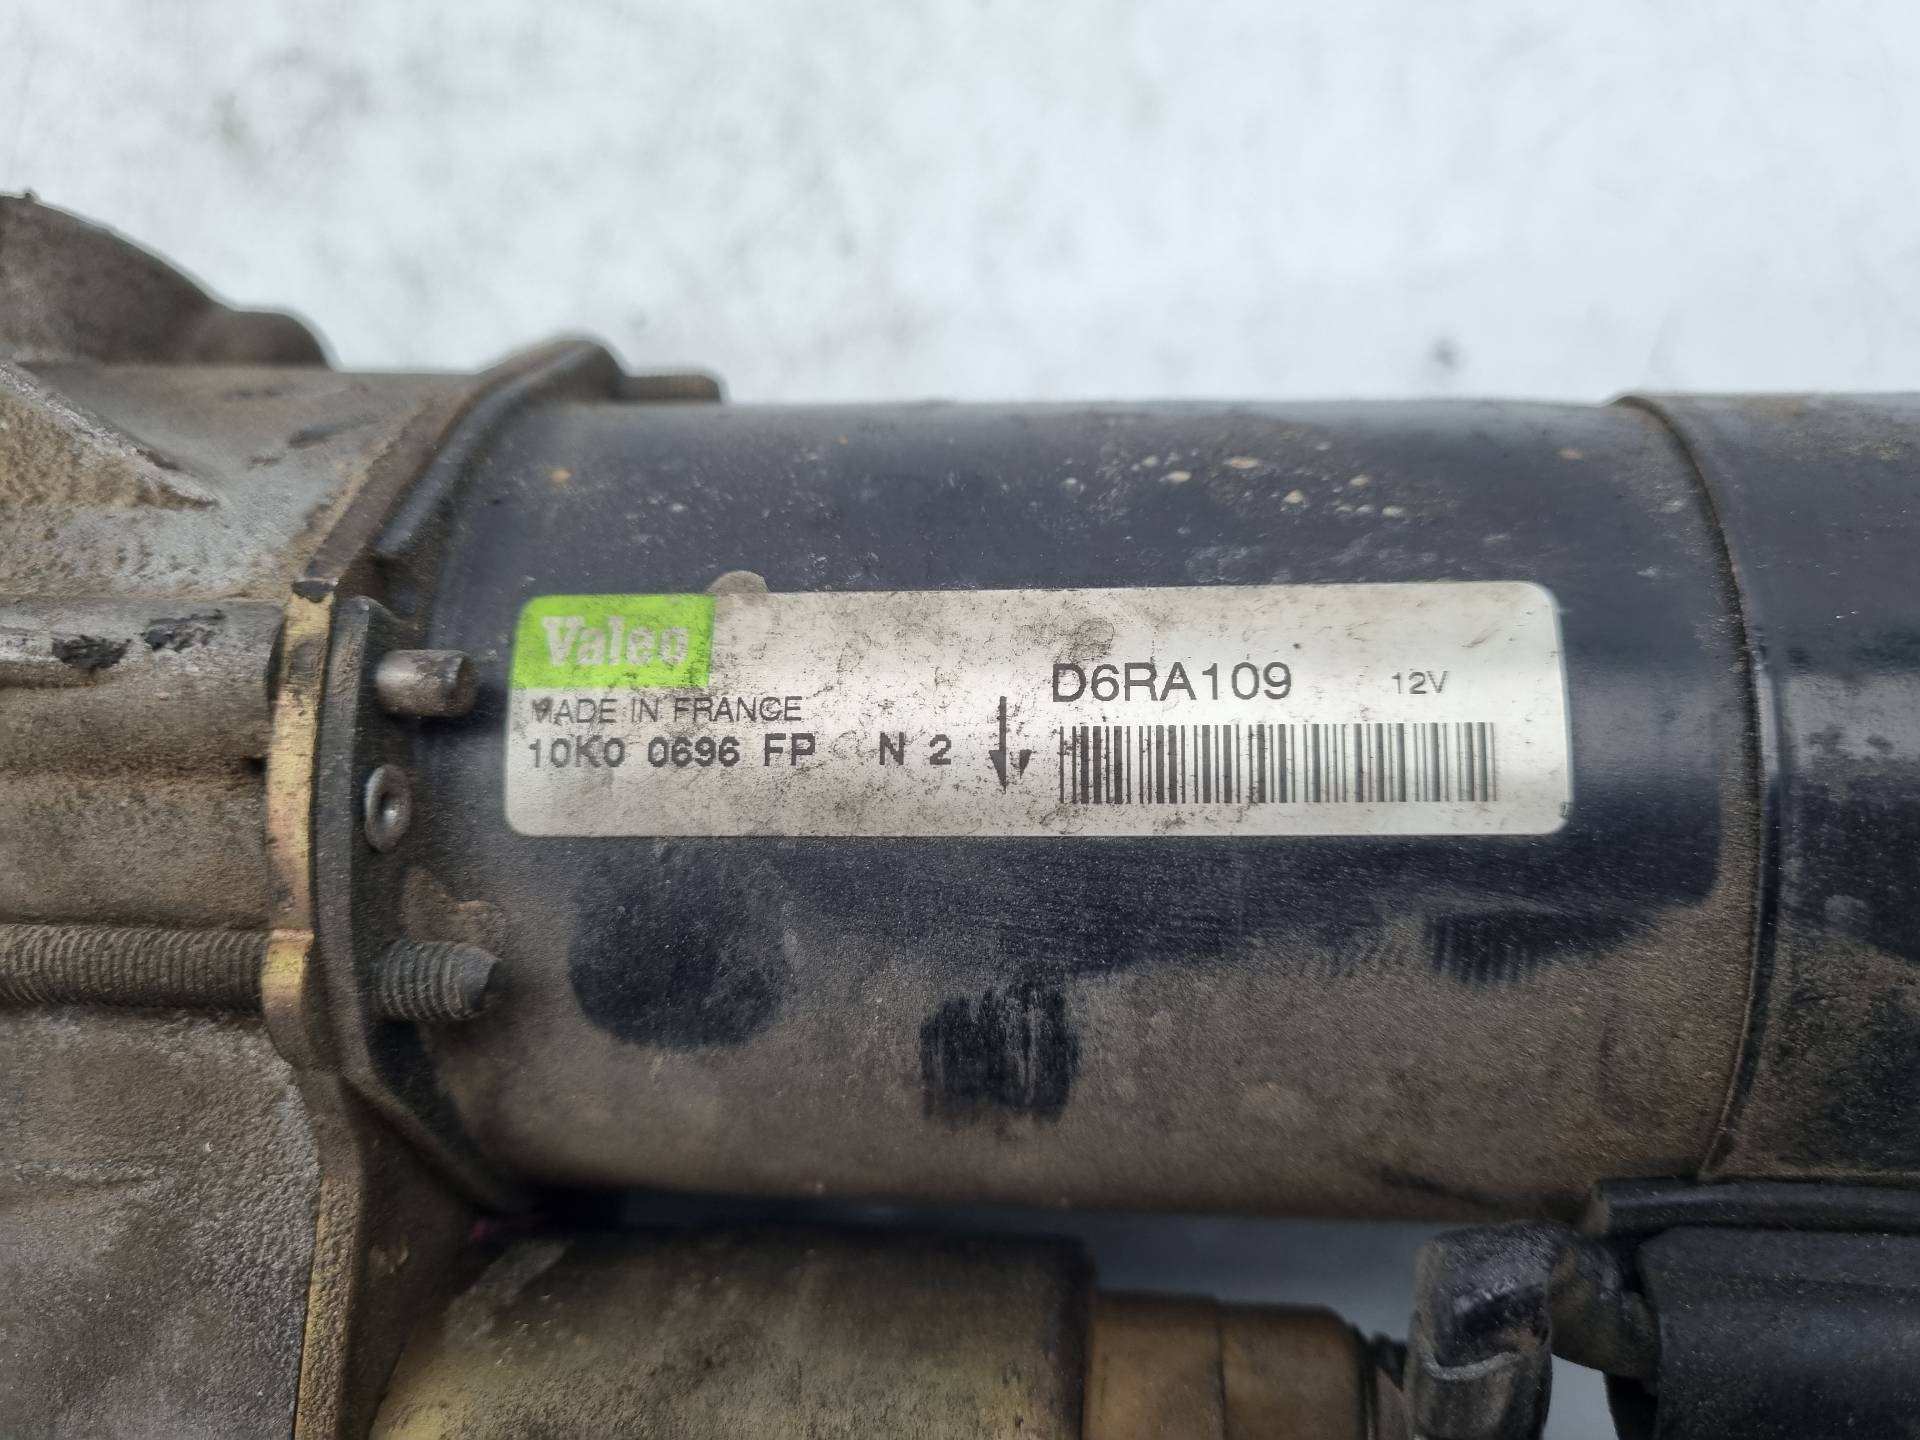 Valeo
D6RA109 12V
MADE IN FRANCE
10K0 0696 FP N 2